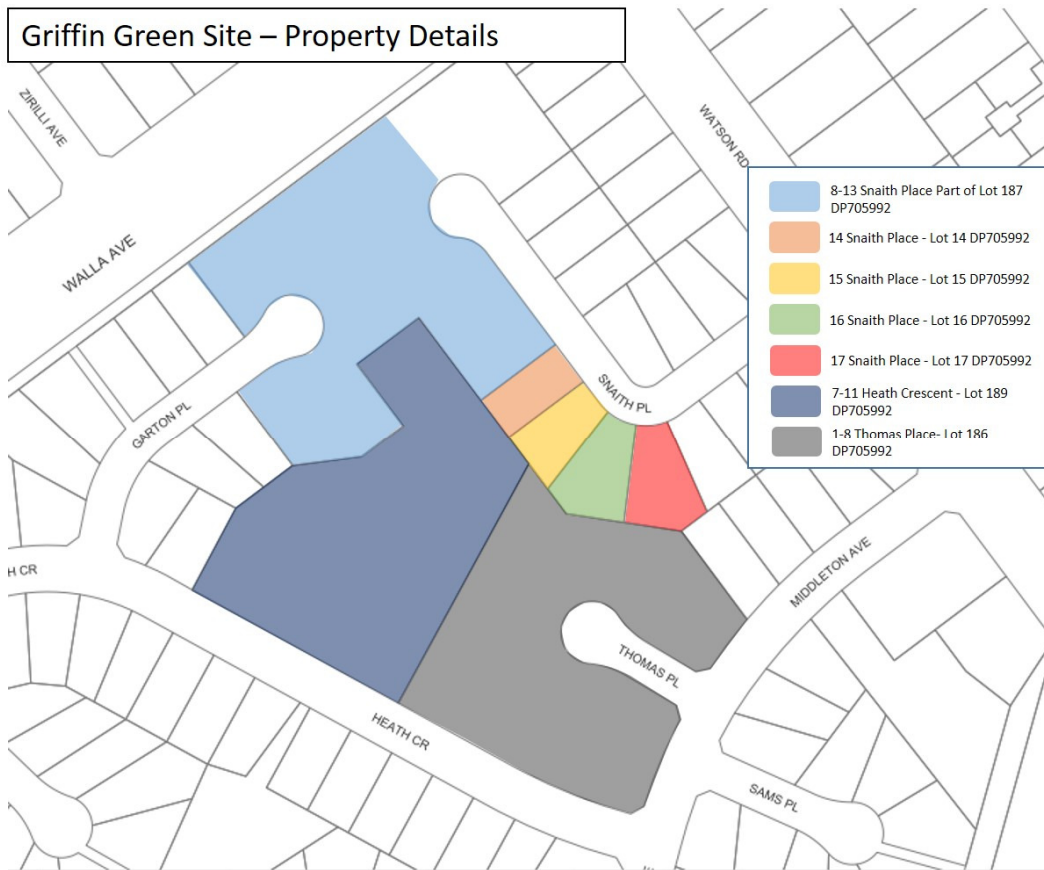 Griffin Green Site – Property Details
ZIRILLI AVE
WATSON RD
WALLA AVE
8-13 Snaith Place Part of Lot 187
DP705992
14 Snaith Place - Lot 14 DP705992
15 Snaith Place - Lot 15 DP705992
16 Snaith Place - Lot 16 DP705992
17 Snaith Place - Lot 17 DP705992
7-11 Heath Crescent - Lot 189
DP705992
1-8 Thomas Place- Lot 186
DP705992
SNAITH PL
GARTON PL
H CR
MIDDLETON AVE
THOMAS PL
HEATH CR
SAMS PL